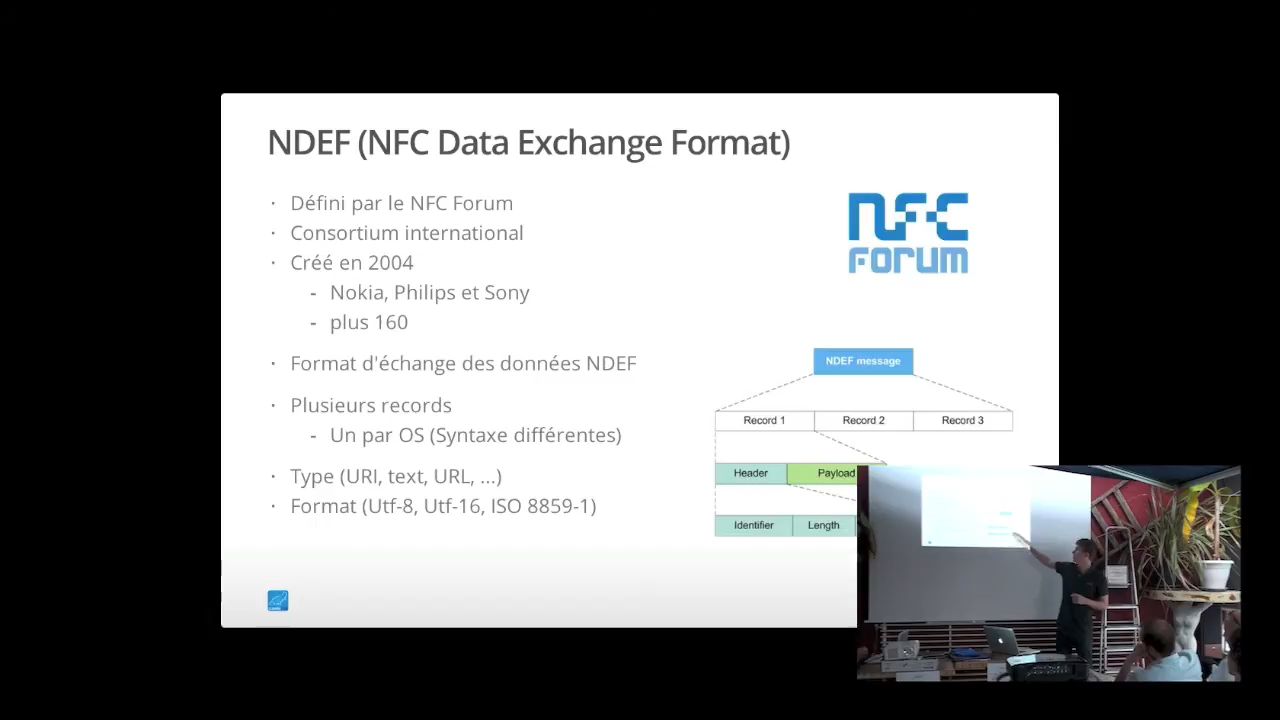 NDEF (NFC Data Exchange Format)
· Défini par le NFC Forum
· Consortium international
· Créé en 2004
- Nokia, Philips et Sony
- plus 160
· Format d'échange des données NDEF
· Plusieurs records
- Un par OS (Syntaxe différentes)
· Type (URI, text, URL, ...)
· Format (Utf-8, Utf-16, ISO 8859-1)
NFC
FORUM
NDEF message
Record 1 Record 2 Record 3
Header Payload
Identifier Length